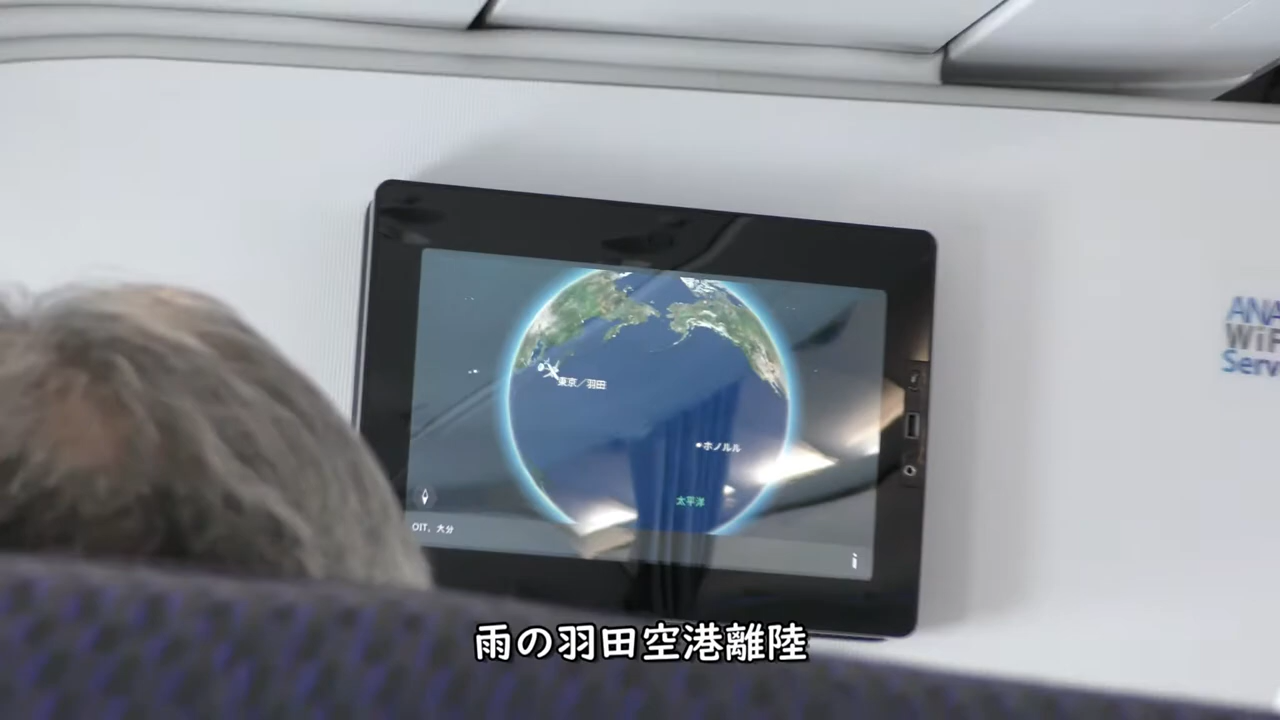 ANA
WiFi
Serv
東京／羽田
ホノルル
太平洋
OIT, 大分
i
雨の羽田空港離陸